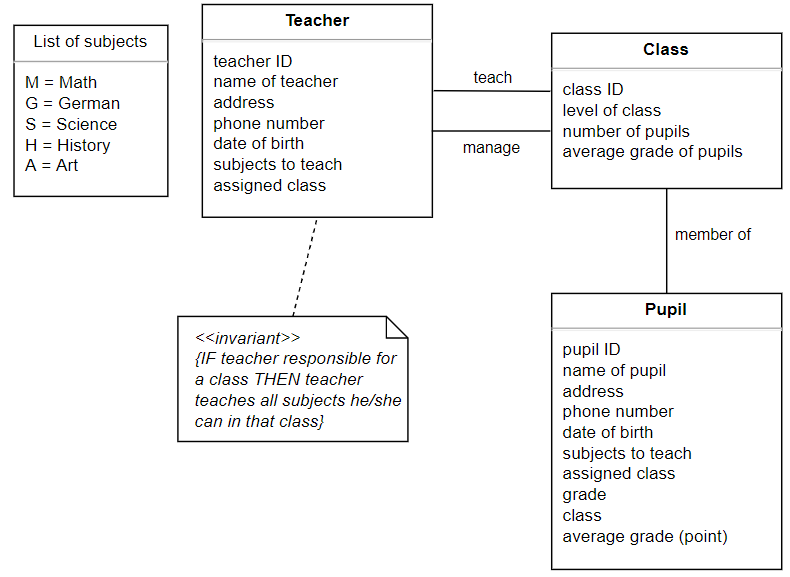 List of subjects
M = Math
G = German
S = Science
H = History
A = Art
Teacher
teacher ID
name of teacher
address
phone number
date of birth
subjects to teach
assigned class
teach
manage
Class
class ID
level of class
number of pupils
average grade of pupils
member of
<<invariant>>
{IF teacher responsible for
a class THEN teacher
teaches all subjects he/she
can in that class}
Pupil
pupil ID
name of pupil
address
phone number
date of birth
subjects to teach
assigned class
grade
class
average grade (point)